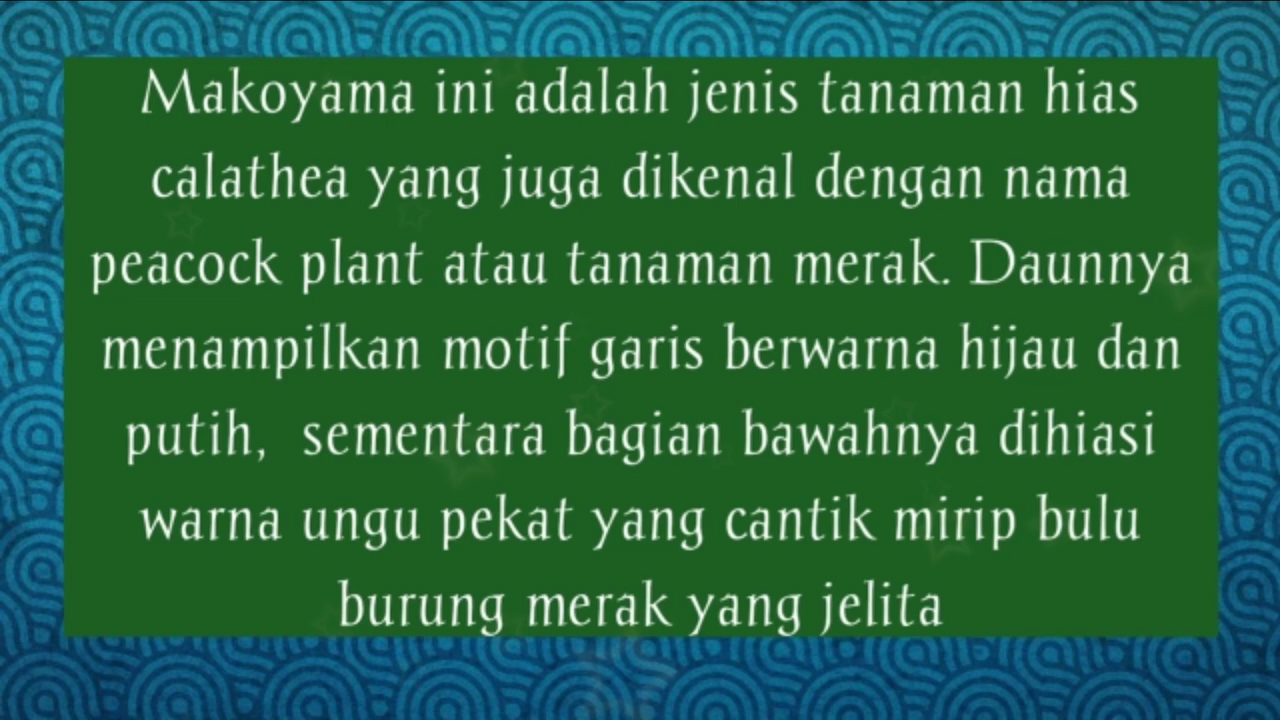 Makoyama ini adalah jenis tanaman hias
calathea yang juga dikenal dengan nama
peacock plant atau tanaman merak. Daunnya
menampilkan motif garis berwarna hijau dan
putih,  sementara bagian bawahnya dihiasi
warna ungu pekat yang cantik mirip bulu
burung merak yang jelita